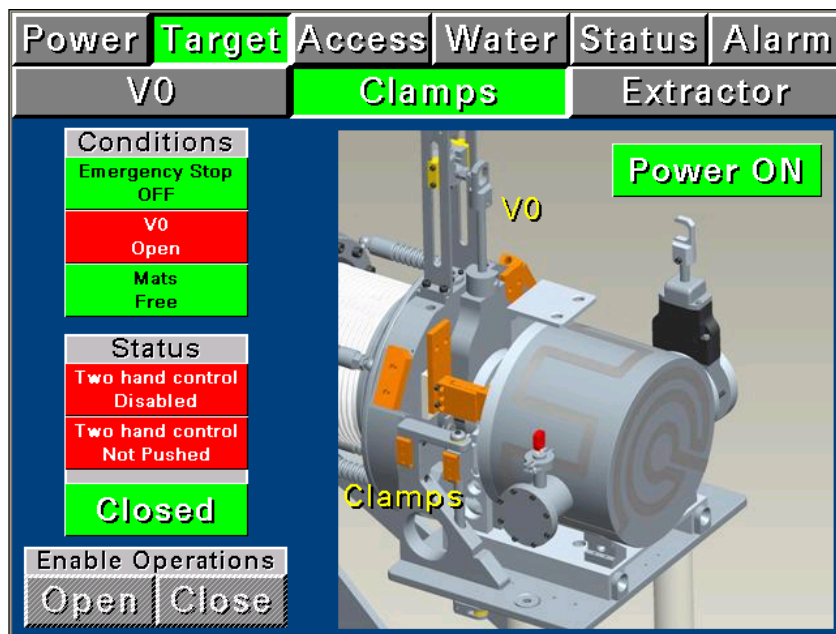 Power Target Access Water Status Alarm
V0 Clamps Extractor
Conditions
Emergency Stop
OFF
V0
Open
Mats
Free
Status
Two hand control
Disabled
Two hand control
Not Pushed
Closed
Enable Operations
Open Close
Power ON
V0
Clamps